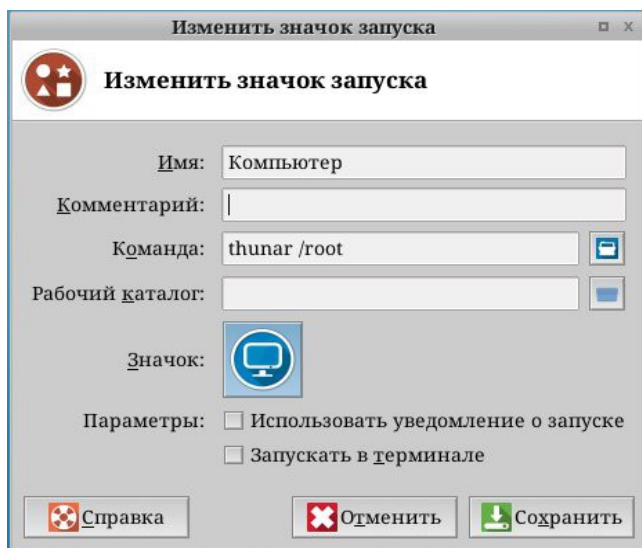 Изменить значок запуска
Изменить значок запуска
Имя: Компьютер
Комментарий:
Команда: thunar /root
Рабочий каталог:
Значок:
Параметры: Использовать уведомление о запуске
Запускать в терминале
Справка Отменить Сохранить